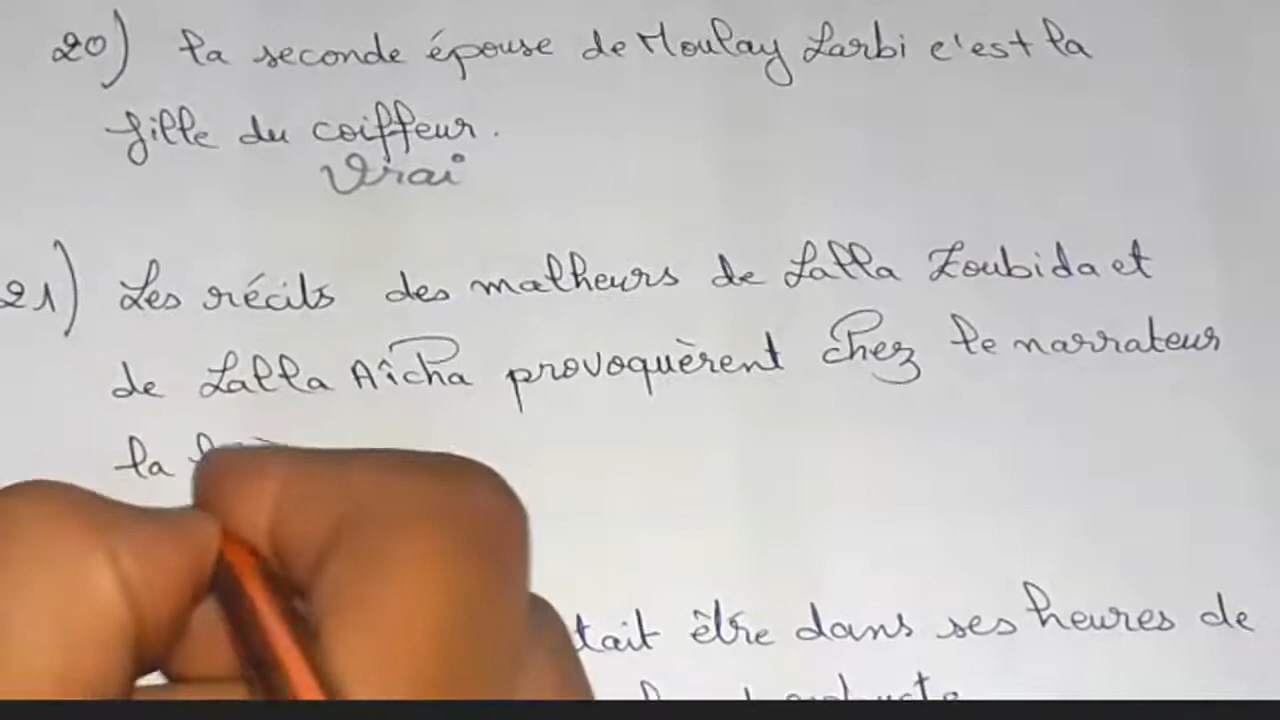 20) la seconde épouse de Moulay Larbi c'est la
fille du coiffeur.
Vrai
21) Les récits des malheurs de Lalla Zoubida et
de Lalla Aîcha provoquèrent chez le narrateur
la
tait être dans ses heures de